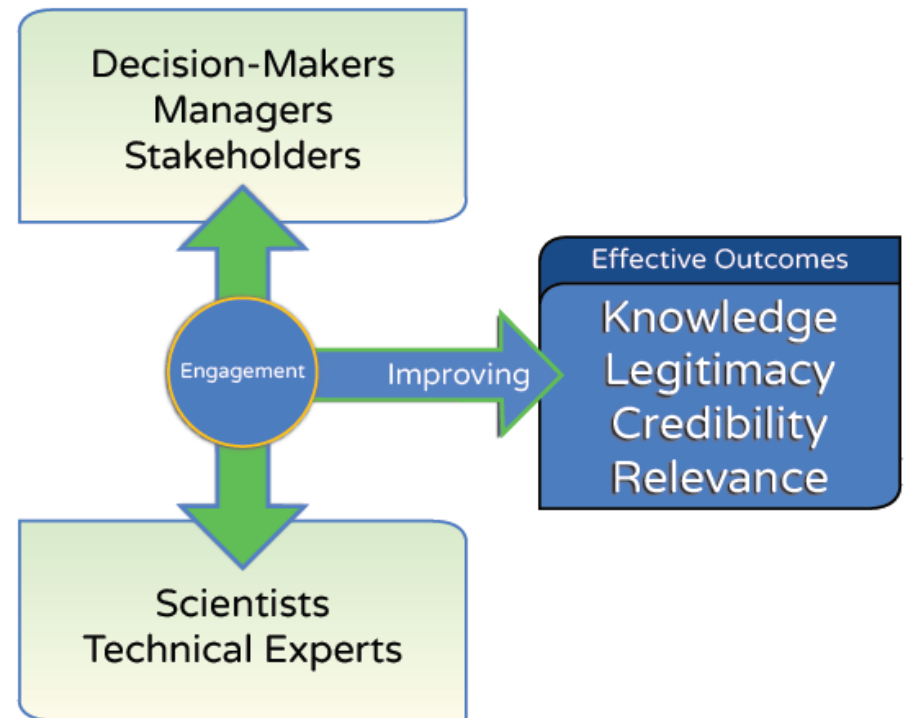 Decision-Makers
Managers
Stakeholders
Engagement
Improving
Effective Outcomes
Knowledge
Legitimacy
Credibility
Relevance
Scientists
Technical Experts